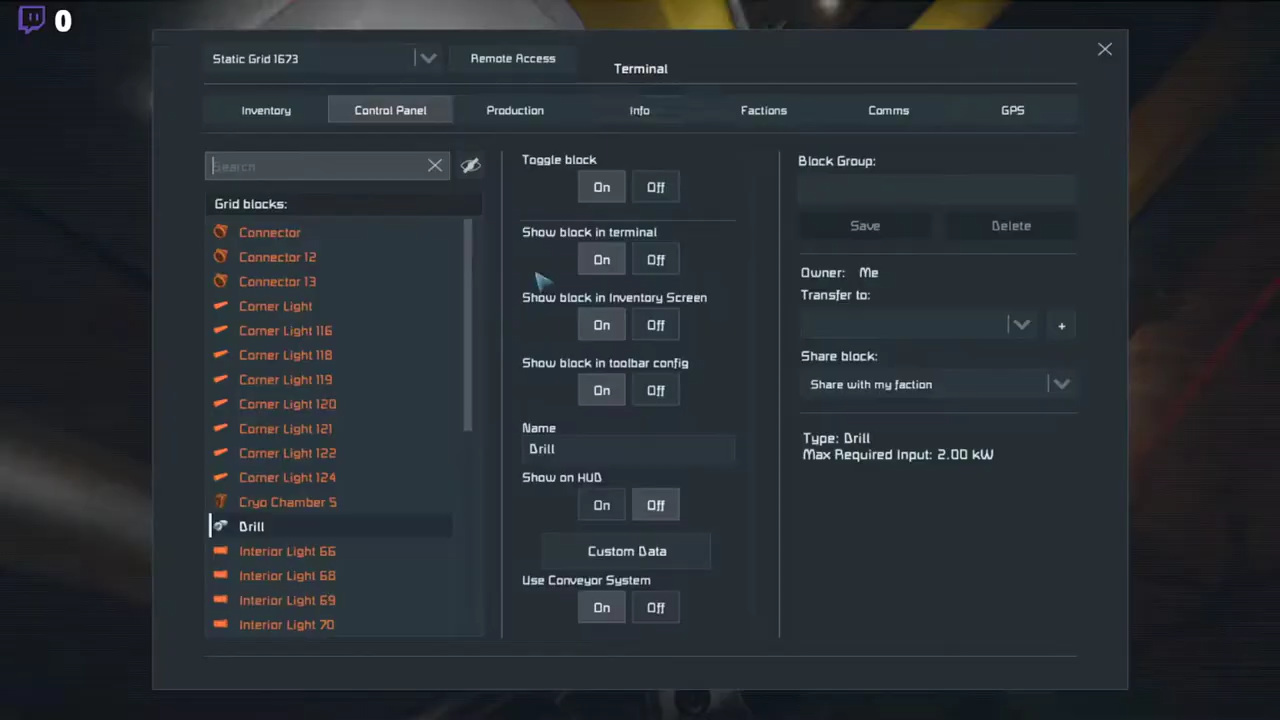 0
Static Grid 1673
Remote Access
Terminal
Inventory
Control Panel
Production
Info
Factions
Comms
GPS
Search
Grid blocks:
Connector
Connector 12
Connector 13
Corner Light
Corner Light 116
Corner Light 118
Corner Light 119
Corner Light 120
Corner Light 121
Corner Light 122
Corner Light 124
Cryo Chamber 5
Drill
Interior Light 66
Interior Light 68
Interior Light 69
Interior Light 70
Toggle block
On Off
Show block in terminal
On Off
Show block in Inventory Screen
On Off
Show block in toolbar config
On Off
Name
Drill
Show on HUD
On Off
Custom Data
Use Conveyor System
On Off
Block Group:
Save
Delete
Owner: Me
Transfer to:
+
Share block:
Share with my faction
Type: Drill
Max Required Input: 2.00 kW